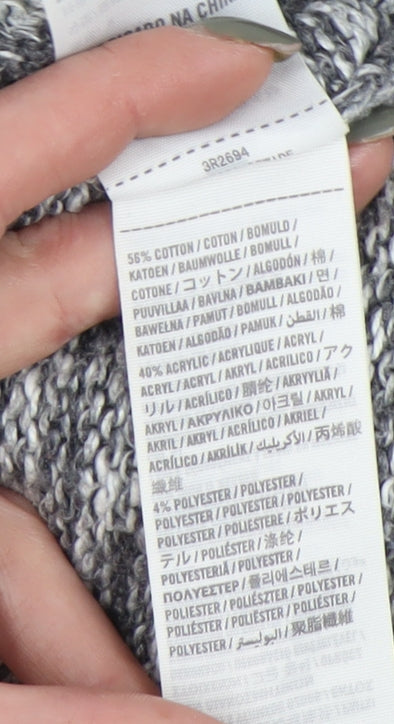 3R2694
56% COTTON / COTON / BOMULD /
KATOEN / BAUMWOLLE / BOMULL /
COTONE / コットン / ALGODÓN / 棉 /
PUUVILLAA / BAVLNA / ΒΑΜΒΑΚΙ / 면 /
BAWEŁNA / PAMUT / BOMULL / ALGODÃO /
KATOEN / ALGODÃO / PAMUK / القطن / 棉
40% ACRYLIC / ACRYLIQUE / ACRYL /
ACRYL / ACRYL / AKRYL / ACRILICO / アク
リル / ACRÍLICO / 腈纶 / AKRYYLIÄ /
AKRYL / ΑΚΡΥΛΙΚΟ / 아크릴 / AKRYL /
AKRIL / AKRYL / ACRÍLICO / AKRIEL /
ACRÍLICO / AKRİLİK / الأكريليك / 丙烯酸
纖維
4% POLYESTER / POLYESTER /
POLYESTER / POLYESTER / POLYESTER /
POLYESTER / POLIESTERE / ポリエス
テル / POLIÉSTER / 涤纶 /
POLYESTERIÄ / POLYESTER /
ΠΟΛΥΕΣΤΕΡ / 폴리에스테르 /
POLIESTER / POLIÉSZTER / POLYESTER /
POLIÉSTER / POLIËSTER / POLIÉSTER /
POLYESTER / البوليستر / 聚脂纖維